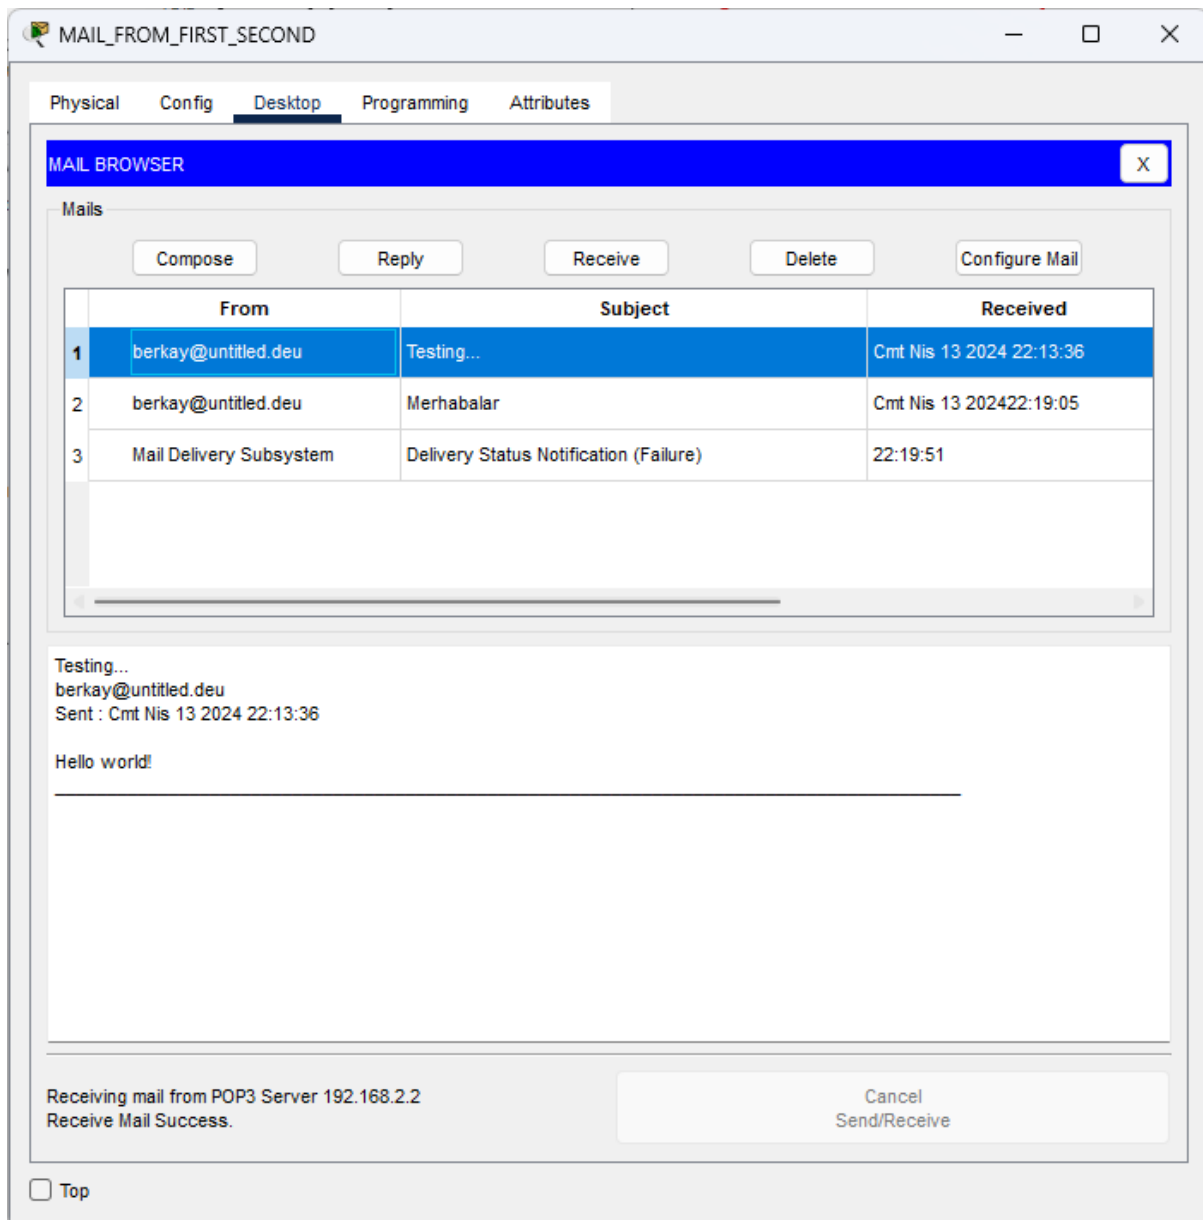 MAIL_FROM_FIRST_SECOND
Physical Config Desktop Programming Attributes
MAIL BROWSER X
Mails
Compose Reply Receive Delete Configure Mail
From Subject Received
1 berkay@untitled.deu Testing... Cmt Nis 13 2024 22:13:36
2 berkay@untitled.deu Merhabalar Cmt Nis 13 202422:19:05
3 Mail Delivery Subsystem Delivery Status Notification (Failure) 22:19:51
Testing...
berkay@untitled.deu
Sent : Cmt Nis 13 2024 22:13:36
Hello world!
Receiving mail from POP3 Server 192.168.2.2
Receive Mail Success.
Cancel
Send/Receive
Top